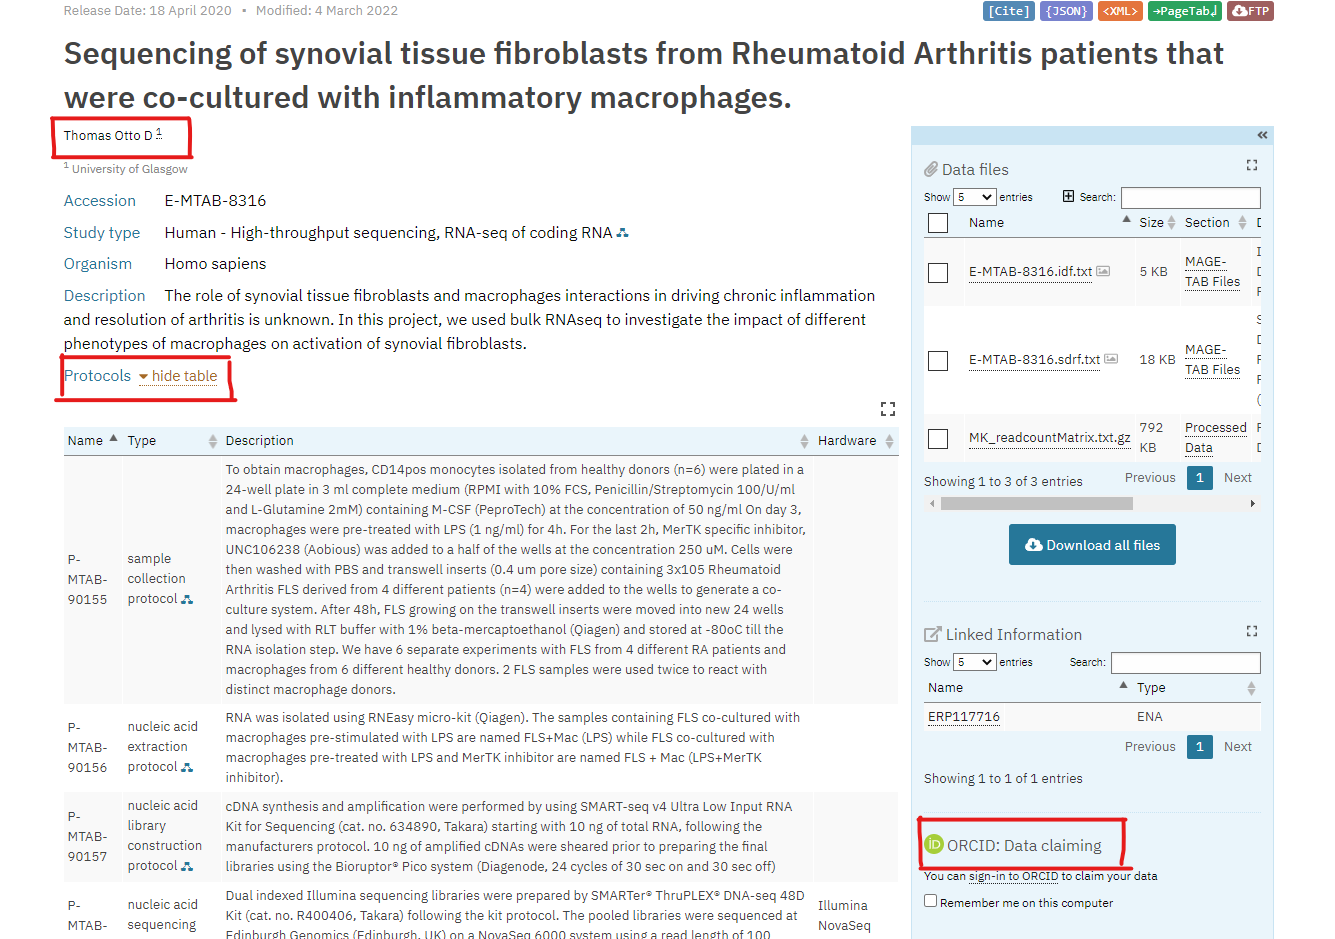 Release Date: 18 April 2020 • Modified: 4 March 2022
[Cite] {JSON} <XML> →PageTab↲ FTP
Sequencing of synovial tissue fibroblasts from Rheumatoid Arthritis patients that
were co-cultured with inflammatory macrophages.
Thomas Otto D 1
1 University of Glasgow
Accession E-MTAB-8316
Study type Human - High-throughput sequencing, RNA-seq of coding RNA
Organism Homo sapiens
Description The role of synovial tissue fibroblasts and macrophages interactions in driving chronic inflammation
and resolution of arthritis is unknown. In this project, we used bulk RNAseq to investigate the impact of different
phenotypes of macrophages on activation of synovial fibroblasts.
Protocols hide table
Name Type Description Hardware
P-
MTAB-
90155
sample
collection
protocol
To obtain macrophages, CD14pos monocytes isolated from healthy donors (n=6) were plated in a
24-well plate in 3 ml complete medium (RPMI with 10% FCS, Penicillin/Streptomycin 100/U/ml
and L-Glutamine 2mM) containing M-CSF (PeproTech) at the concentration of 50 ng/ml On day 3,
macrophages were pre-treated with LPS (1 ng/ml) for 4h. For the last 2h, MerTK specific inhibitor,
UNC106238 (Aobious) was added to a half of the wells at the concentration 250 uM. Cells were
then washed with PBS and transwell inserts (0.4 um pore size) containing 3x105 Rheumatoid
Arthritis FLS derived from 4 different patients (n=4) were added to the wells to generate a co-
culture system. After 48h, FLS growing on the transwell inserts were moved into new 24 wells
and lysed with RLT buffer with 1% beta-mercaptoethanol (Qiagen) and stored at -80oC till the
RNA isolation step. We have 6 separate experiments with FLS from 4 different RA patients and
macrophages from 6 different healthy donors. 2 FLS samples were used twice to react with
distinct macrophage donors.
P-
MTAB-
90156
nucleic acid
extraction
protocol
RNA was isolated using RNEasy micro-kit (Qiagen). The samples containing FLS co-cultured with
macrophages pre-stimulated with LPS are named FLS+Mac (LPS) while FLS co-cultured with
macrophages pre-treated with LPS and MerTK inhibitor are named FLS + Mac (LPS+MerTK
inhibitor).
P-
MTAB-
90157
nucleic acid
library
construction
protocol
cDNA synthesis and amplification were performed by using SMART-seq v4 Ultra Low Input RNA
Kit for Sequencing (cat. no. 634890, Takara) starting with 10 ng of total RNA, following the
manufacturers protocol. 10 ng of amplified cDNAs were sheared prior to preparing the final
libraries using the Bioruptor® Pico system (Diagenode, 24 cycles of 30 sec on and 30 sec off)
P-
MTAB-
nucleic acid
sequencing
Dual indexed Illumina sequencing libraries were prepared by SMARTer® ThruPLEX® DNA-seq 48D
Kit (cat. no. R400406, Takara) following the kit protocol. The pooled libraries were sequenced at
Edinburgh Genomics (Edinburgh, UK) on a NovaSeq 6000 system using a read length of 100
Illumina
NovaSeq
«
Data files
Show 5 entries Search:
Name Size Section
E-MTAB-8316.idf.txt 5 KB MAGE-
TAB Files
E-MTAB-8316.sdrf.txt 18 KB MAGE-
TAB Files
MK_readcountMatrix.txt.gz 792
KB Processed
Data
Showing 1 to 3 of 3 entries Previous 1 Next
Download all files
Linked Information
Show 5 entries Search:
Name Type
ERP117716 ENA
Previous 1 Next
Showing 1 to 1 of 1 entries
iD ORCID: Data claiming
You can sign-in to ORCID to claim your data
Remember me on this computer